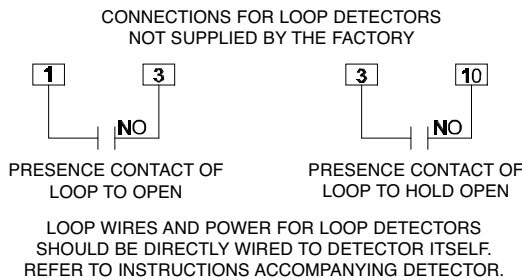 CONNECTIONS FOR LOOP DETECTORS
NOT SUPPLIED BY THE FACTORY
1 3 3 10
NO NO
PRESENCE CONTACT OF PRESENCE CONTACT OF
LOOP TO OPEN LOOP TO HOLD OPEN
LOOP WIRES AND POWER FOR LOOP DETECTORS
SHOULD BE DIRECTLY WIRED TO DETECTOR ITSELF.
REFER TO INSTRUCTIONS ACCOMPANYING DETECTOR.